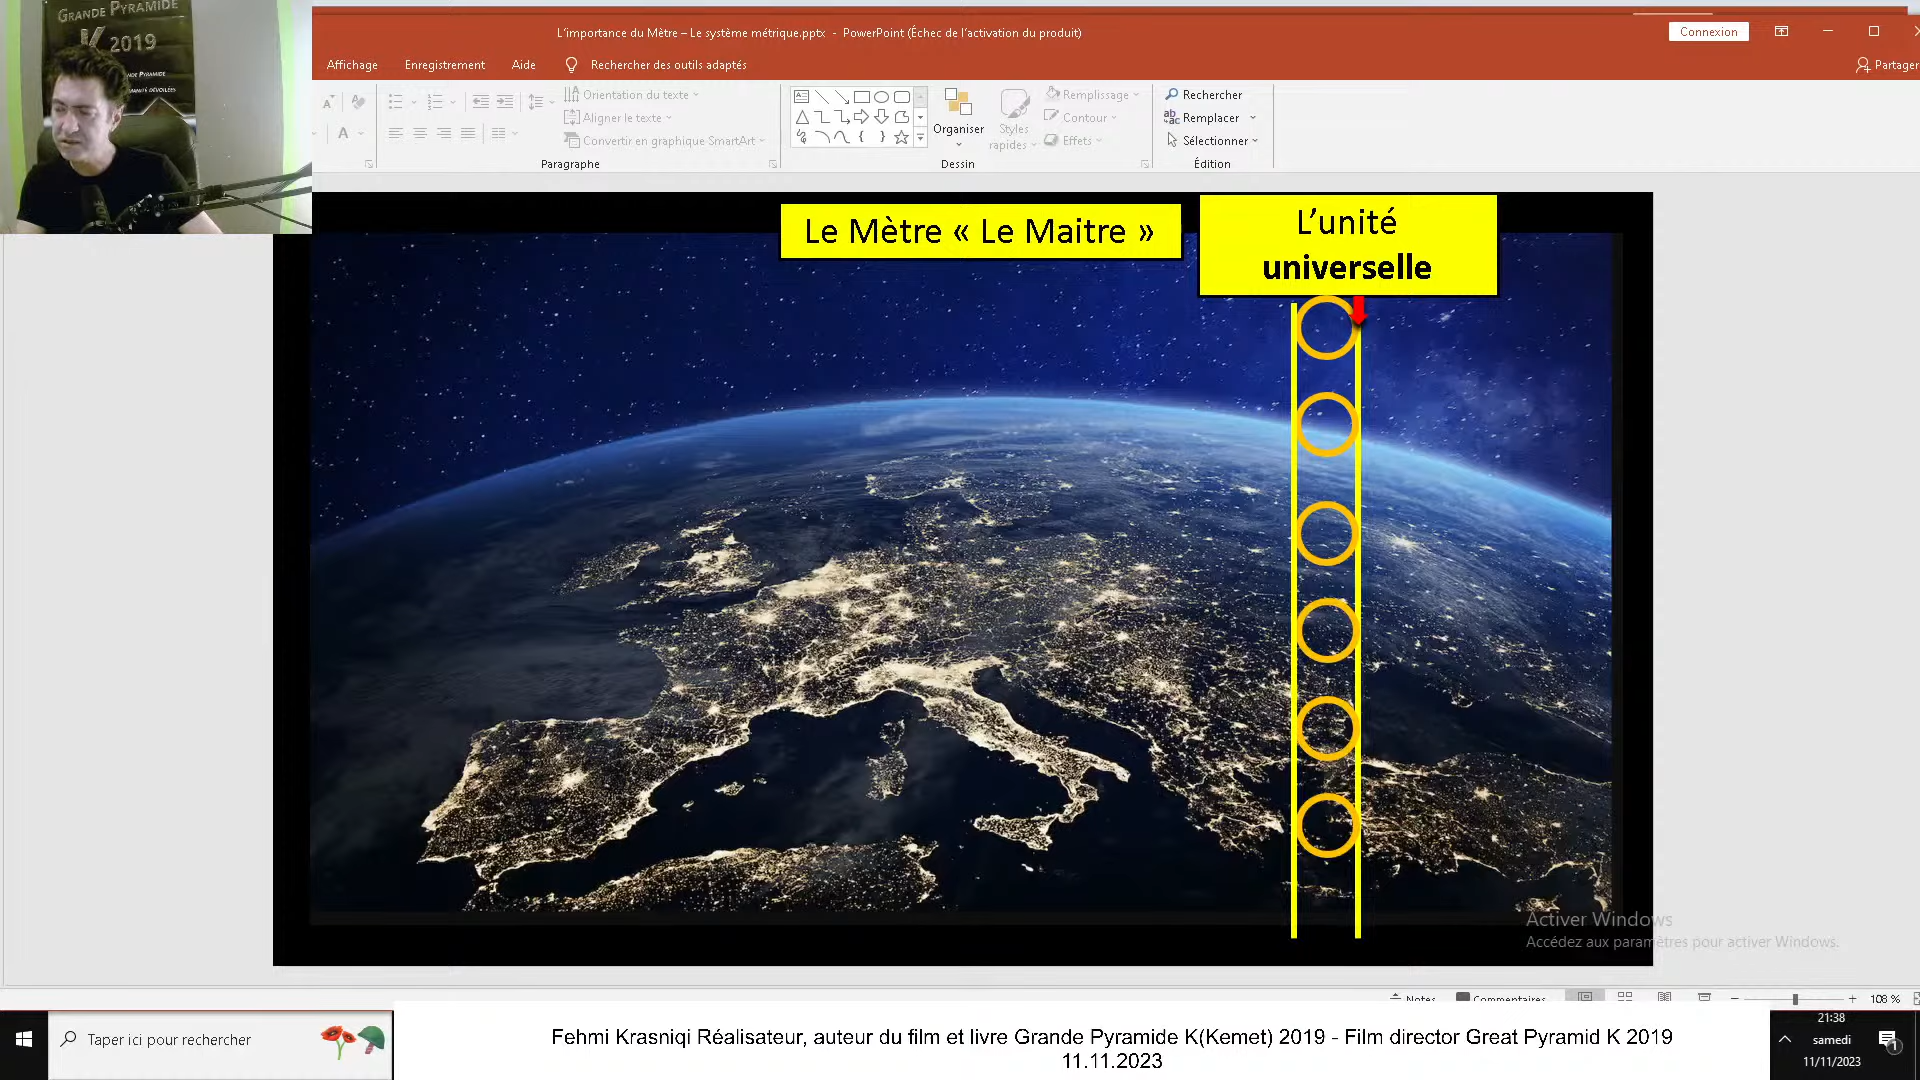 GRANDE PYRAMIDE
K 2019
L'importance du Mètre – Le système métrique.pptx - PowerPoint (Échec de l'activation du produit)
Connexion
Affichage Enregistrement Aide Rechercher des outils adaptés
Partager
Orientation du texte
Aligner le texte
Convertir en graphique SmartArt
Paragraphe
Organiser
Styles
rapides
Remplissage
Contour
Effets
Dessin
Rechercher
Remplacer
Sélectionner
Édition
Le Mètre « Le Maitre »
L'unité
universelle
Activer Windows
Accédez aux paramètres pour activer Windows.
Notes Commentaires 108 %
Taper ici pour rechercher
Fehmi Krasniqi Réalisateur, auteur du film et livre Grande Pyramide K(Kemet) 2019 - Film director Great Pyramid K 2019
11.11.2023
21:38
samedi
11/11/2023
1